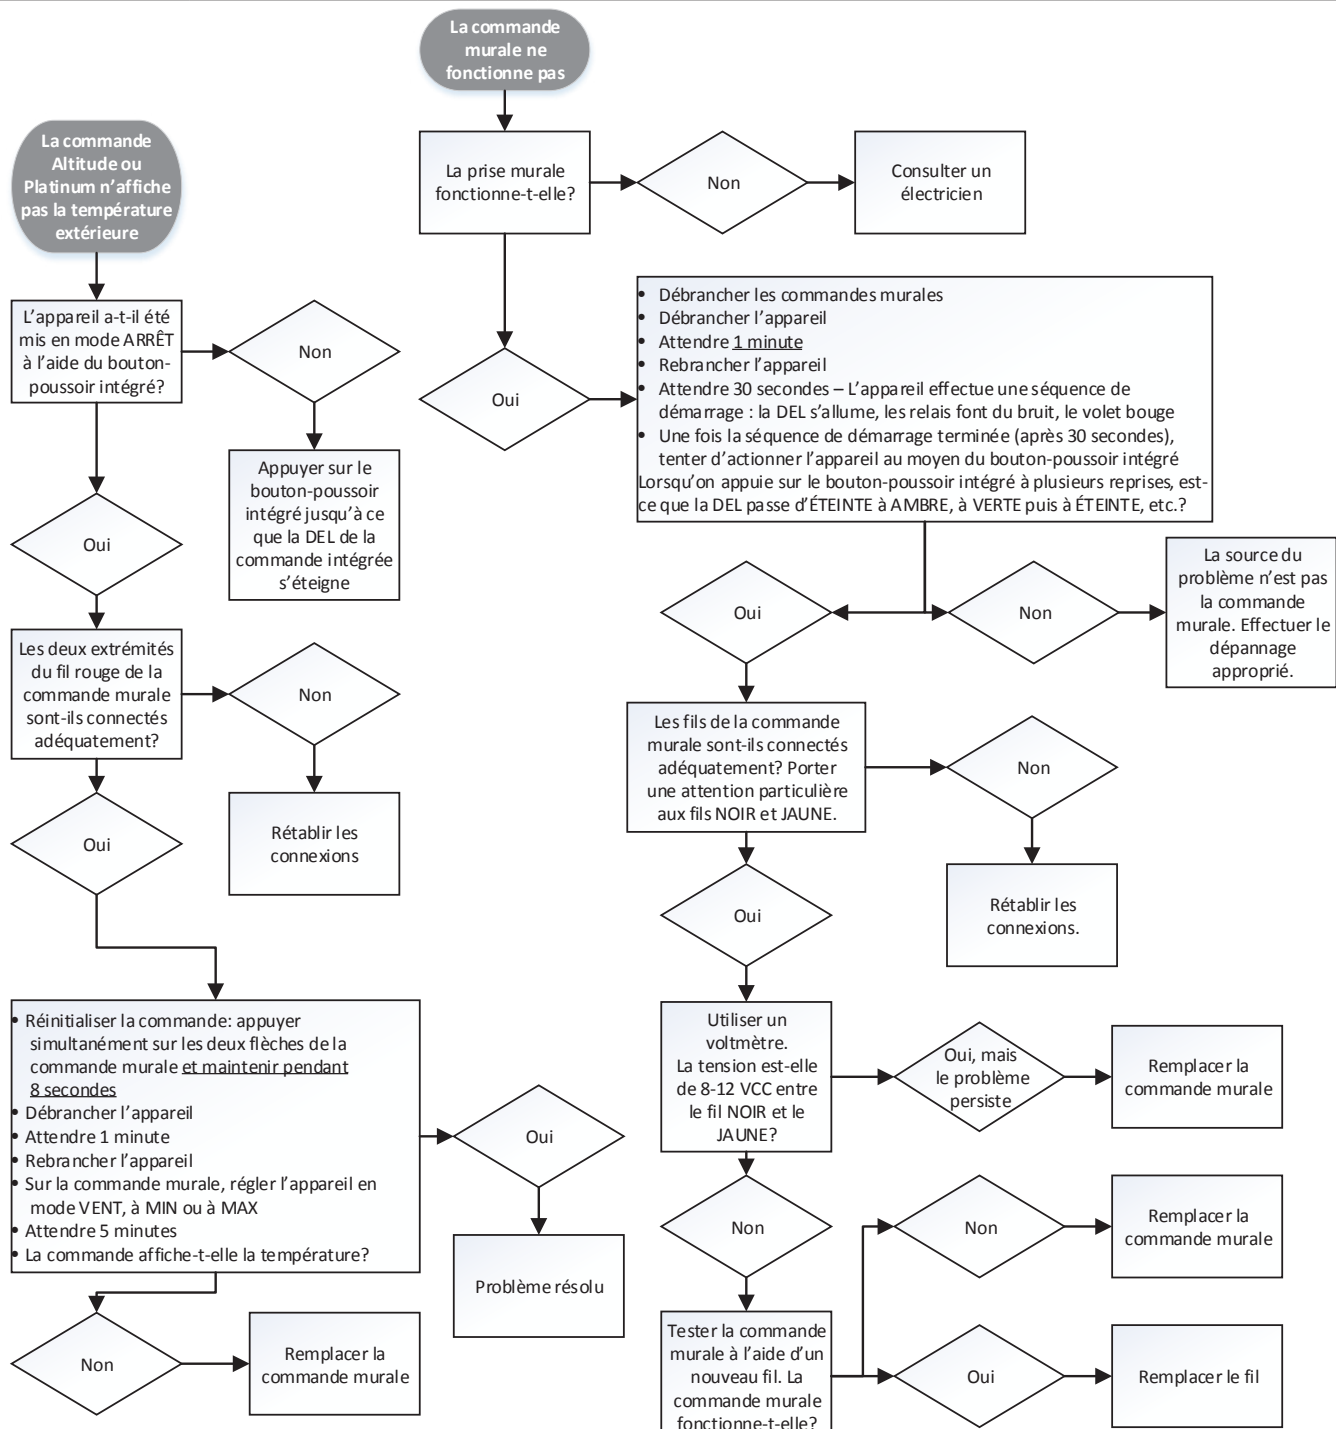 La commande
Altitude ou
Platinum n’affiche
pas la température
extérieure
L’appareil a-t-il été
mis en mode ARRÊT
à l’aide du bouton-
poussoir intégré?
Non
Appuyer sur le
bouton-poussoir
intégré jusqu’à ce
que la DEL de la
commande intégrée
s’éteigne
Oui
Les deux extrémités
du fil rouge de la
commande murale
sont-ils connectés
adéquatement?
Non
Rétablir les
connexions
Oui
• Réinitialiser la commande: appuyer
simultanément sur les deux flèches de la
commande murale et maintenir pendant
8 secondes
• Débrancher l’appareil
• Attendre 1 minute
• Rebrancher l’appareil
• Sur la commande murale, régler l’appareil en
mode VENT, à MIN ou à MAX
• Attendre 5 minutes
• La commande affiche-t-elle la température?
Oui
Problème résolu
Non
Remplacer la
commande murale
La commande
murale ne
fonctionne pas
La prise murale
fonctionne-t-elle?
Non
Consulter un
électricien
Oui
• Débrancher les commandes murales
• Débrancher l’appareil
• Attendre 1 minute
• Rebrancher l’appareil
• Attendre 30 secondes – L’appareil effectue une séquence de
démarrage : la DEL s’allume, les relais font du bruit, le volet bouge
• Une fois la séquence de démarrage terminée (après 30 secondes),
tenter d’actionner l’appareil au moyen du bouton-poussoir intégré
Lorsqu’on appuie sur le bouton-poussoir intégré à plusieurs reprises, est-
ce que la DEL passe d’ÉTEINTE à AMBRE, à VERTE puis à ÉTEINTE, etc.?
Oui
Non
La source du
problème n’est pas
la commande
murale. Effectuer le
dépannage
approprié.
Les fils de la commande
murale sont-ils connectés
adéquatement? Porter
une attention particulière
aux fils NOIR et JAUNE.
Non
Rétablir les
connexions.
Oui
Utiliser un
voltmètre.
La tension est-elle
de 8-12 VCC entre
le fil NOIR et le
JAUNE?
Oui, mais
le problème
persiste
Remplacer la
commande murale
Non
Tester la commande
murale à l’aide d’un
nouveau fil. La
commande murale
fonctionne-t-elle?
Non
Remplacer la
commande murale
Oui
Remplacer le fil